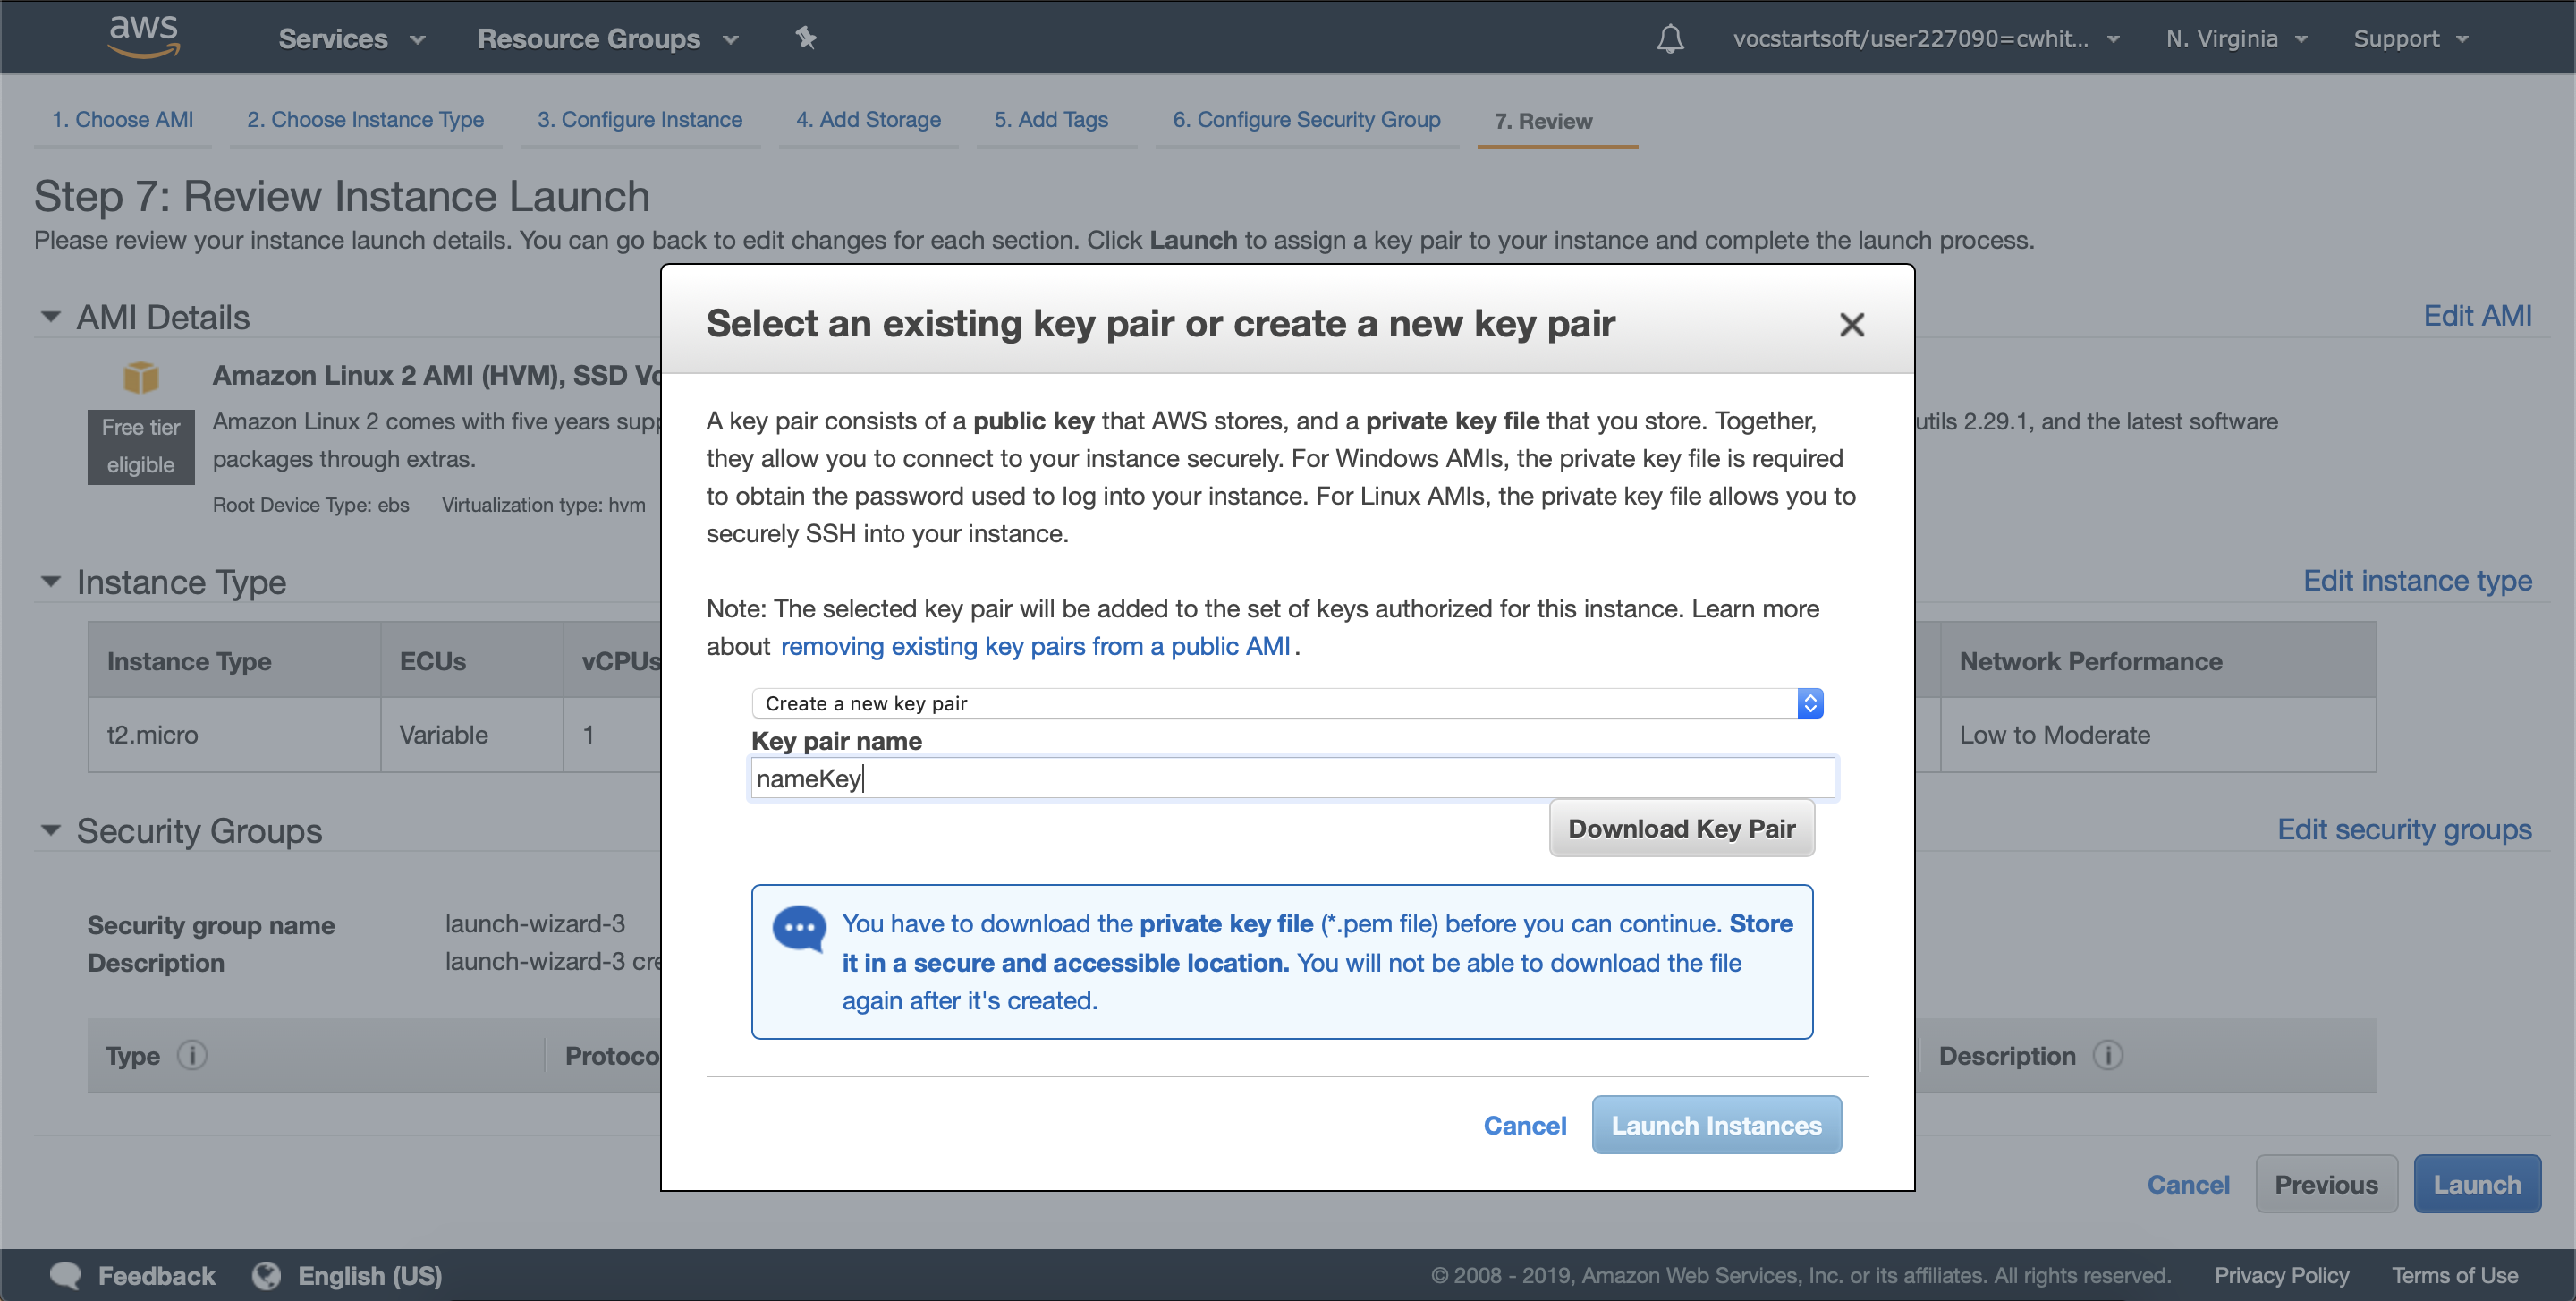 aws Services Resource Groups vocstartsoft/user227090=cwhit... N. Virginia Support
1. Choose AMI 2. Choose Instance Type 3. Configure Instance 4. Add Storage 5. Add Tags 6. Configure Security Group 7. Review
Step 7: Review Instance Launch
Please review your instance launch details. You can go back to edit changes for each section. Click Launch to assign a key pair to your instance and complete the launch process.
AMI Details
Edit AMI
Amazon Linux 2 AMI (HVM), SSD Vo
Free tier
eligible
Amazon Linux 2 comes with five years supp
utils 2.29.1, and the latest software
packages through extras.
Root Device Type: ebs Virtualization type: hvm
Instance Type
Edit instance type
Instance Type ECUs vCPUs Network Performance
t2.micro Variable 1 Low to Moderate
Security Groups
Edit security groups
Security group name launch-wizard-3
Description launch-wizard-3 cre
Type i Protoco Description i
Select an existing key pair or create a new key pair
A key pair consists of a public key that AWS stores, and a private key file that you store. Together,
they allow you to connect to your instance securely. For Windows AMIs, the private key file is required
to obtain the password used to log into your instance. For Linux AMIs, the private key file allows you to
securely SSH into your instance.
Note: The selected key pair will be added to the set of keys authorized for this instance. Learn more
about removing existing key pairs from a public AMI.
Create a new key pair
Key pair name
nameKey
Download Key Pair
You have to download the private key file (*.pem file) before you can continue. Store
it in a secure and accessible location. You will not be able to download the file
again after it's created.
Cancel Launch Instances
Cancel Previous Launch
Feedback English (US) © 2008 - 2019, Amazon Web Services, Inc. or its affiliates. All rights reserved. Privacy Policy Terms of Use